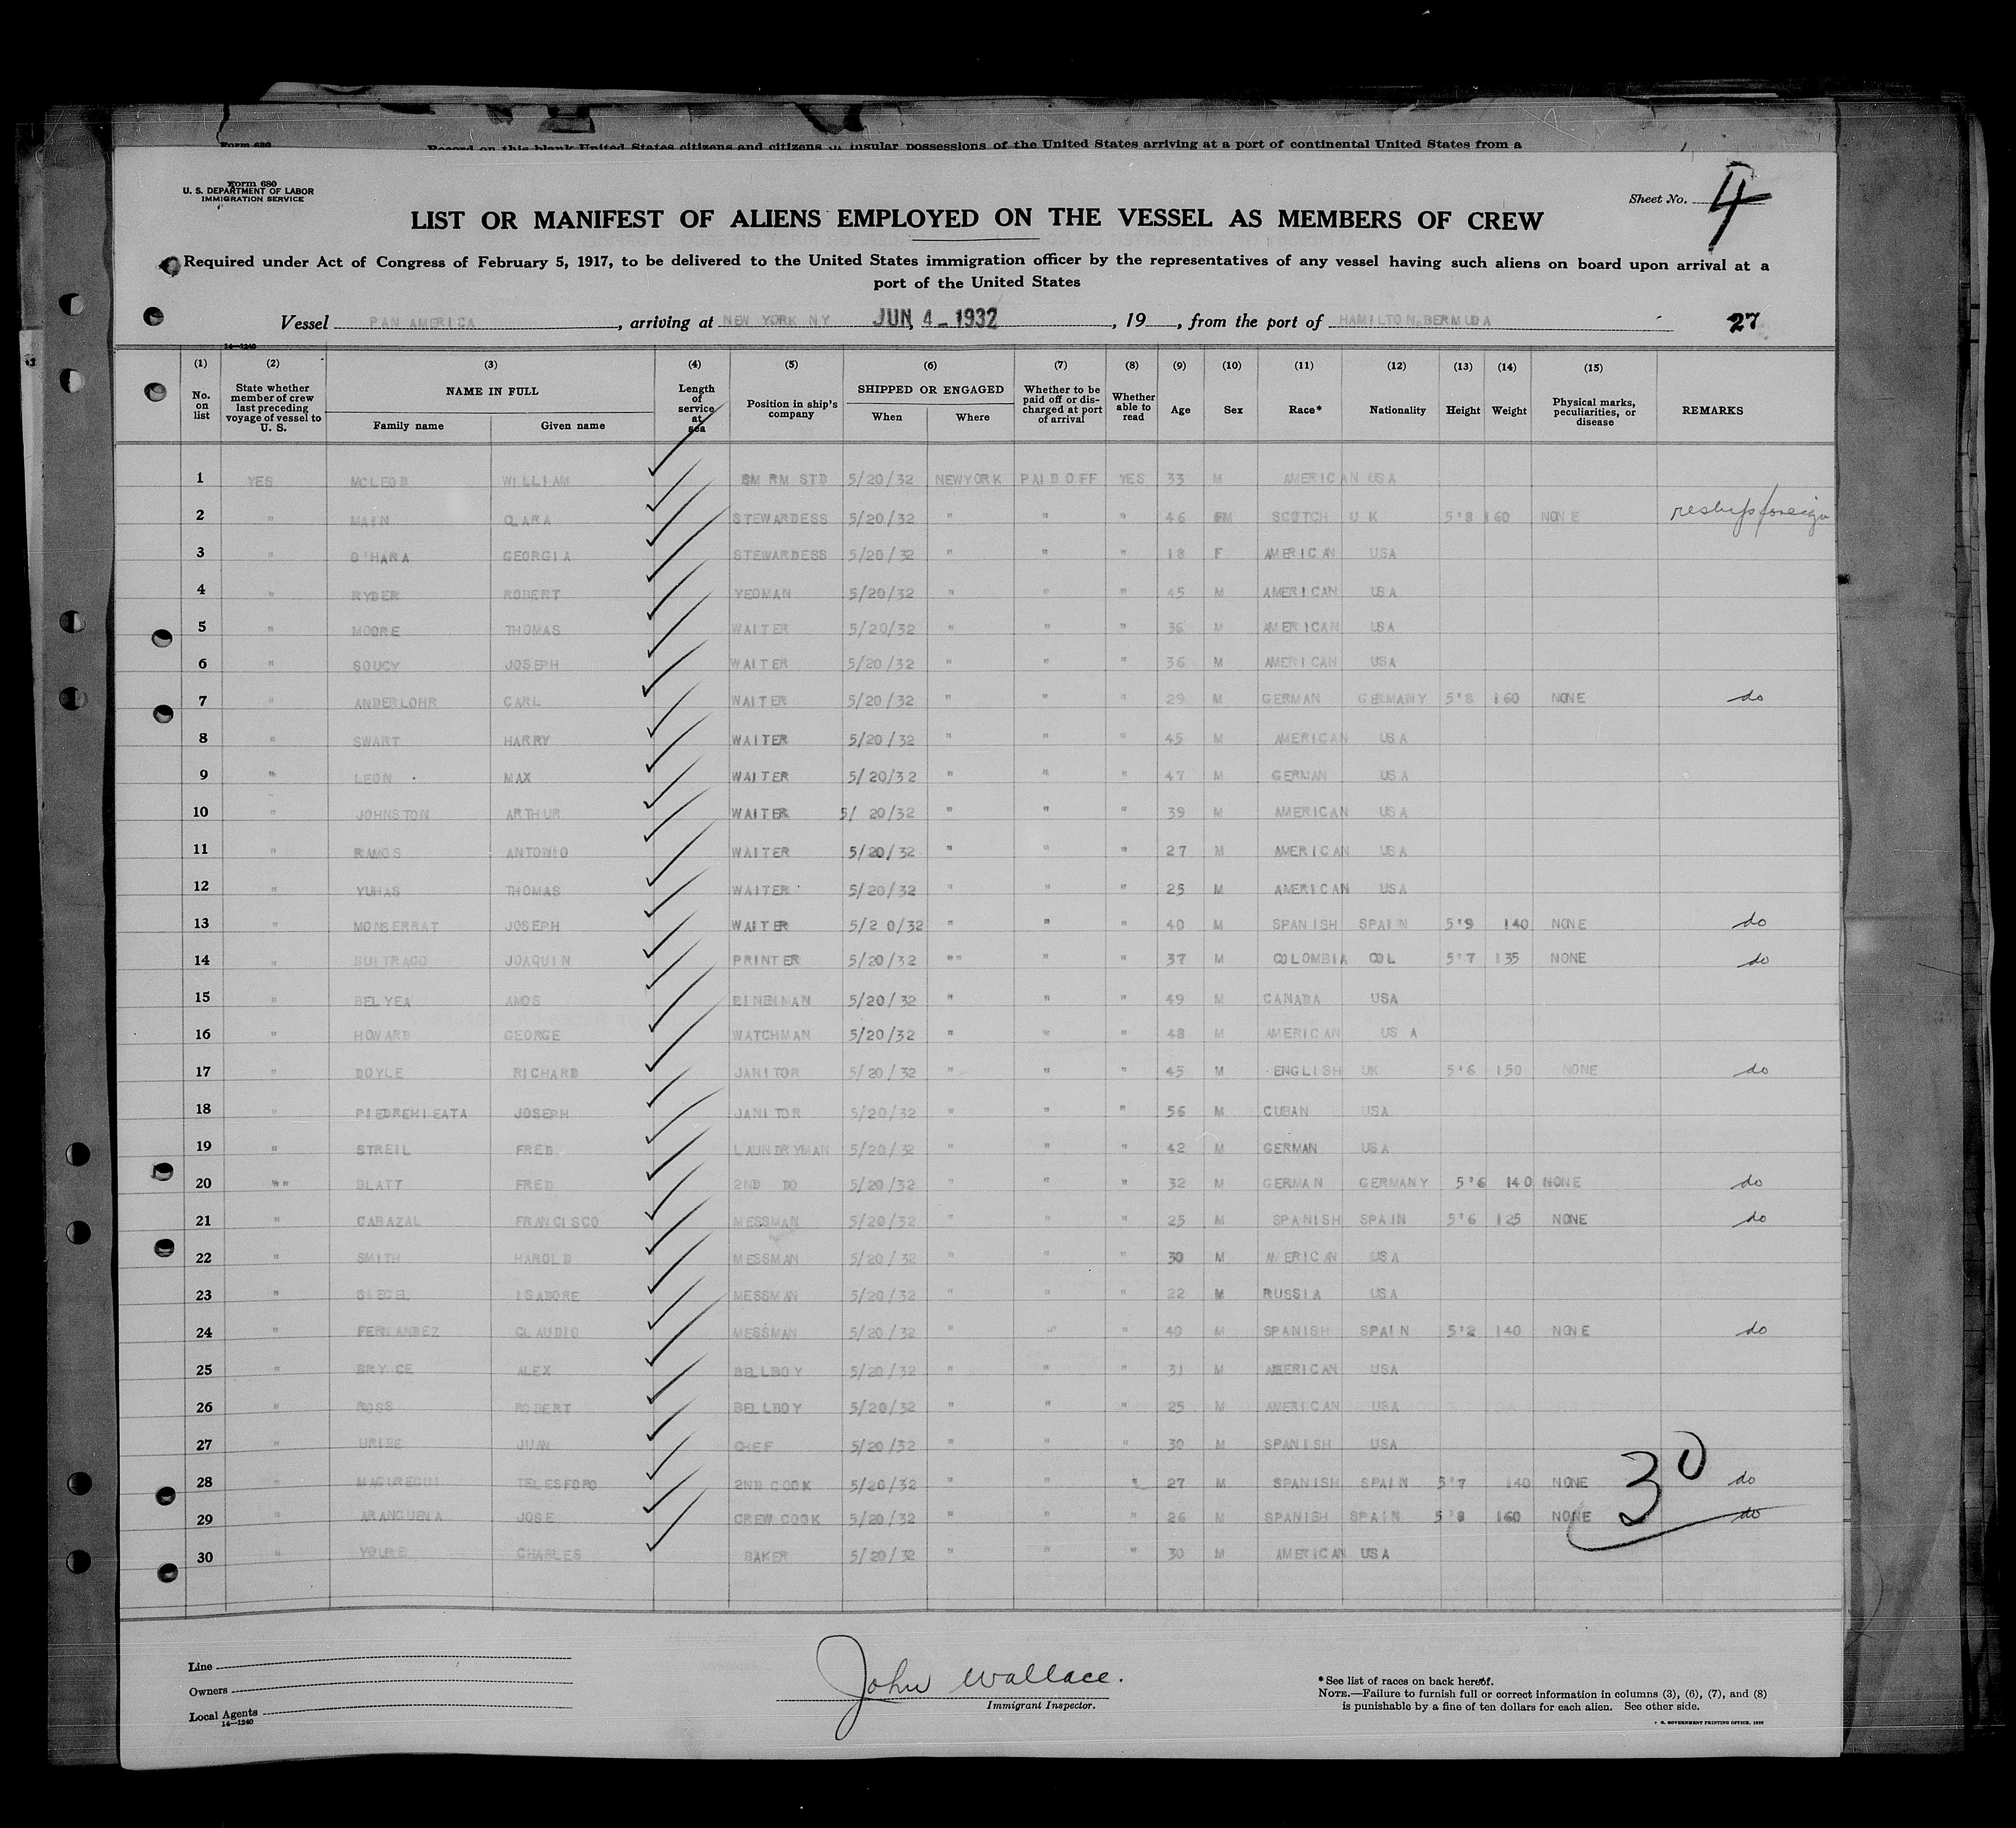 Form 630
Record on this blank United States citizens and citizens of insular possessions of the United States arriving at a port of continental United States from a
Form 680
U. S. DEPARTMENT OF LABOR
IMMIGRATION SERVICE
Sheet No. 4
LIST OR MANIFEST OF ALIENS EMPLOYED ON THE VESSEL AS MEMBERS OF CREW
Required under Act of Congress of February 5, 1917, to be delivered to the United States immigration officer by the representatives of any vessel having such aliens on board upon arrival at a
port of the United States
Vessel PAN AMERICA, arriving at NEW YORK NY JUN 4 - 1932, 19, from the port of HAMILTON, BERMUDA 27
14—1240
(1) (2) (3) (4) (5) (6) (7) (8) (9) (10) (11) (12) (13) (14) (15)
No. on list State whether member of crew last preceding voyage of vessel to U. S. NAME IN FULL Family name Given name Length of service at sea Position in ship's company SHIPPED OR ENGAGED When Where Whether to be paid off or discharged at port of arrival Whether able to read Age Sex Race* Nationality Height Weight Physical marks, peculiarities, or disease REMARKS
1 YES MCLEOD WILLIAM SM RM STD 5/20/32 NEWYORK PAID OFF YES 33 M AMERICAN USA
2 " MAIN CLARA STEWARDESS 5/20/32 " " " 46 FM SCOTCH U K 5'8 160 NONE reship foreign
3 " O'HARA GEORGIA STEWARDESS 5/20/32 " " " 18 F AMERICAN USA
4 " RYDER ROBERT YEOMAN 5/20/32 " " " 45 M AMERICAN USA
5 " MOORE THOMAS WAITER 5/20/32 " " " 36 M AMERICAN USA
6 " SOUCY JOSEPH WAITER 5/20/32 " " " 36 M AMERICAN USA
7 " ANDERLOHR CARL WAITER 5/20/32 " " " 29 M GERMAN GERMANY 5'8 160 NONE do
8 " SWART HARRY WAITER 5/20/32 " " " 45 M AMERICAN USA
9 " LEON MAX WAITER 5/20/32 " " " 47 M GERMAN USA
10 " JOHNSTON ARTHUR WAITER 5/ 20/32 " " " 39 M AMERICAN USA
11 " RAMOS ANTONIO WAITER 5/20/32 " " " 27 M AMERICAN USA
12 " YUHAS THOMAS WAITER 5/20/32 " " " 25 M AMERICAN USA
13 " MONSERRAT JOSEPH WAITER 5/2 0/32 " " " 40 M SPANISH SPAIN 5'9 140 NONE do
14 " BUITRAGO JOAQUIN PRINTER 5/20/32 "" " " 37 M COLOMBIA COL 5'7 135 NONE do
15 " BELYEA AMOS LINENMAN 5/20/32 " " " 49 M CANADA USA
16 " HOWARD GEORGE WATCHMAN 5/20/32 " " " 48 M AMERICAN US A
17 " DOYLE RICHARD JANITOR 5/20/32 " " " 45 M ENGLISH UK 5'6 150 NONE do
18 " PIEDREHIEATA JOSEPH JANITOR 5/20/32 " " " 56 M CUBAN USA
19 " STREIL FRED LAUNDRYMAN 5/20/32 " " " 42 M GERMAN USA
20 "" BLATT FRED 2ND DO 5/20/32 " " " 32 M GERMAN GERMANY 5'6 140 NONE do
21 " CABAZAL FRANCISCO MESSMAN 5/20/32 " " " 25 M SPANISH SPAIN 5'6 125 NONE do
22 " SMITH HAROLD MESSMAN 5/20/32 " " " 30 M AMERICAN USA
23 " SIEGEL ISADORE MESSMAN 5/20/32 " " " 22 M RUSSIA USA
24 " FERNANDEZ CLAUDIO MESSMAN 5/20/32 " " " 40 M SPANISH SPAIN 5'2 140 NONE do
25 " BRYCE ALEX BELLBOY 5/20/32 " " " 31 M AMERICAN USA
26 " ROSS ROBERT BELLBOY 5/20/32 " " " 25 M AMERICAN USA
27 " URIBE JUAN CHEF 5/20/32 " " " 30 M SPANISH USA
28 " TELESFORO 2ND COOK 5/20/32 " " " 27 M SPANISH SPAIN 5'7 140 NONE do
29 " ARANGUENA JOSE CREW COOK 5/20/32 " " " 26 M SPANISH SPAIN 5'8 160 NONE do
30 " CHARLES BAKER 5/20/32 " " " 30 M AMERICAN USA
30
Line
Owners
Local Agents
14—1240
John Wallace.
Immigrant Inspector.
*See list of races on back hereof.
NOTE.—Failure to furnish full or correct information in columns (3), (6), (7), and (8)
is punishable by a fine of ten dollars for each alien. See other side.
GOVERNMENT PRINTING OFFICE